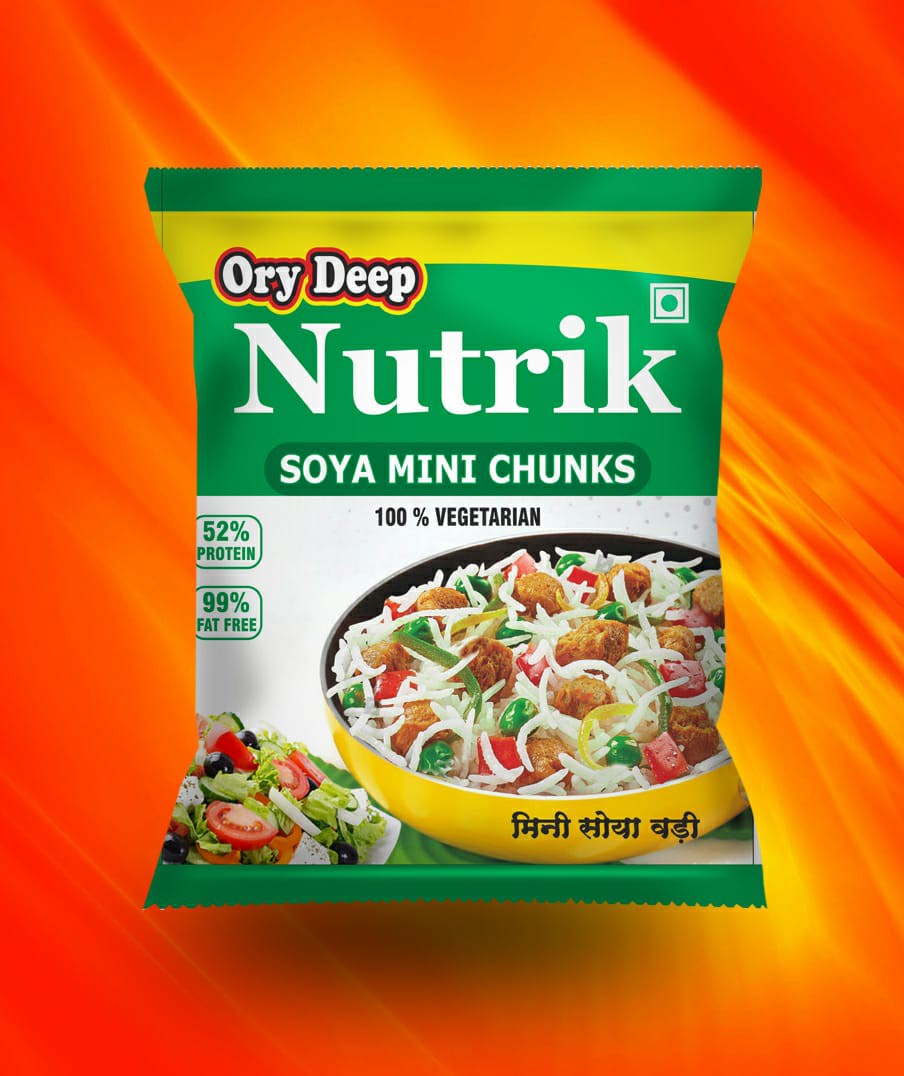 Ory Deep
Nutrik
SOYA MINI CHUNKS
100 % VEGETARIAN
52%
PROTEIN
99%
FAT FREE
मिनी सोया वड़ी